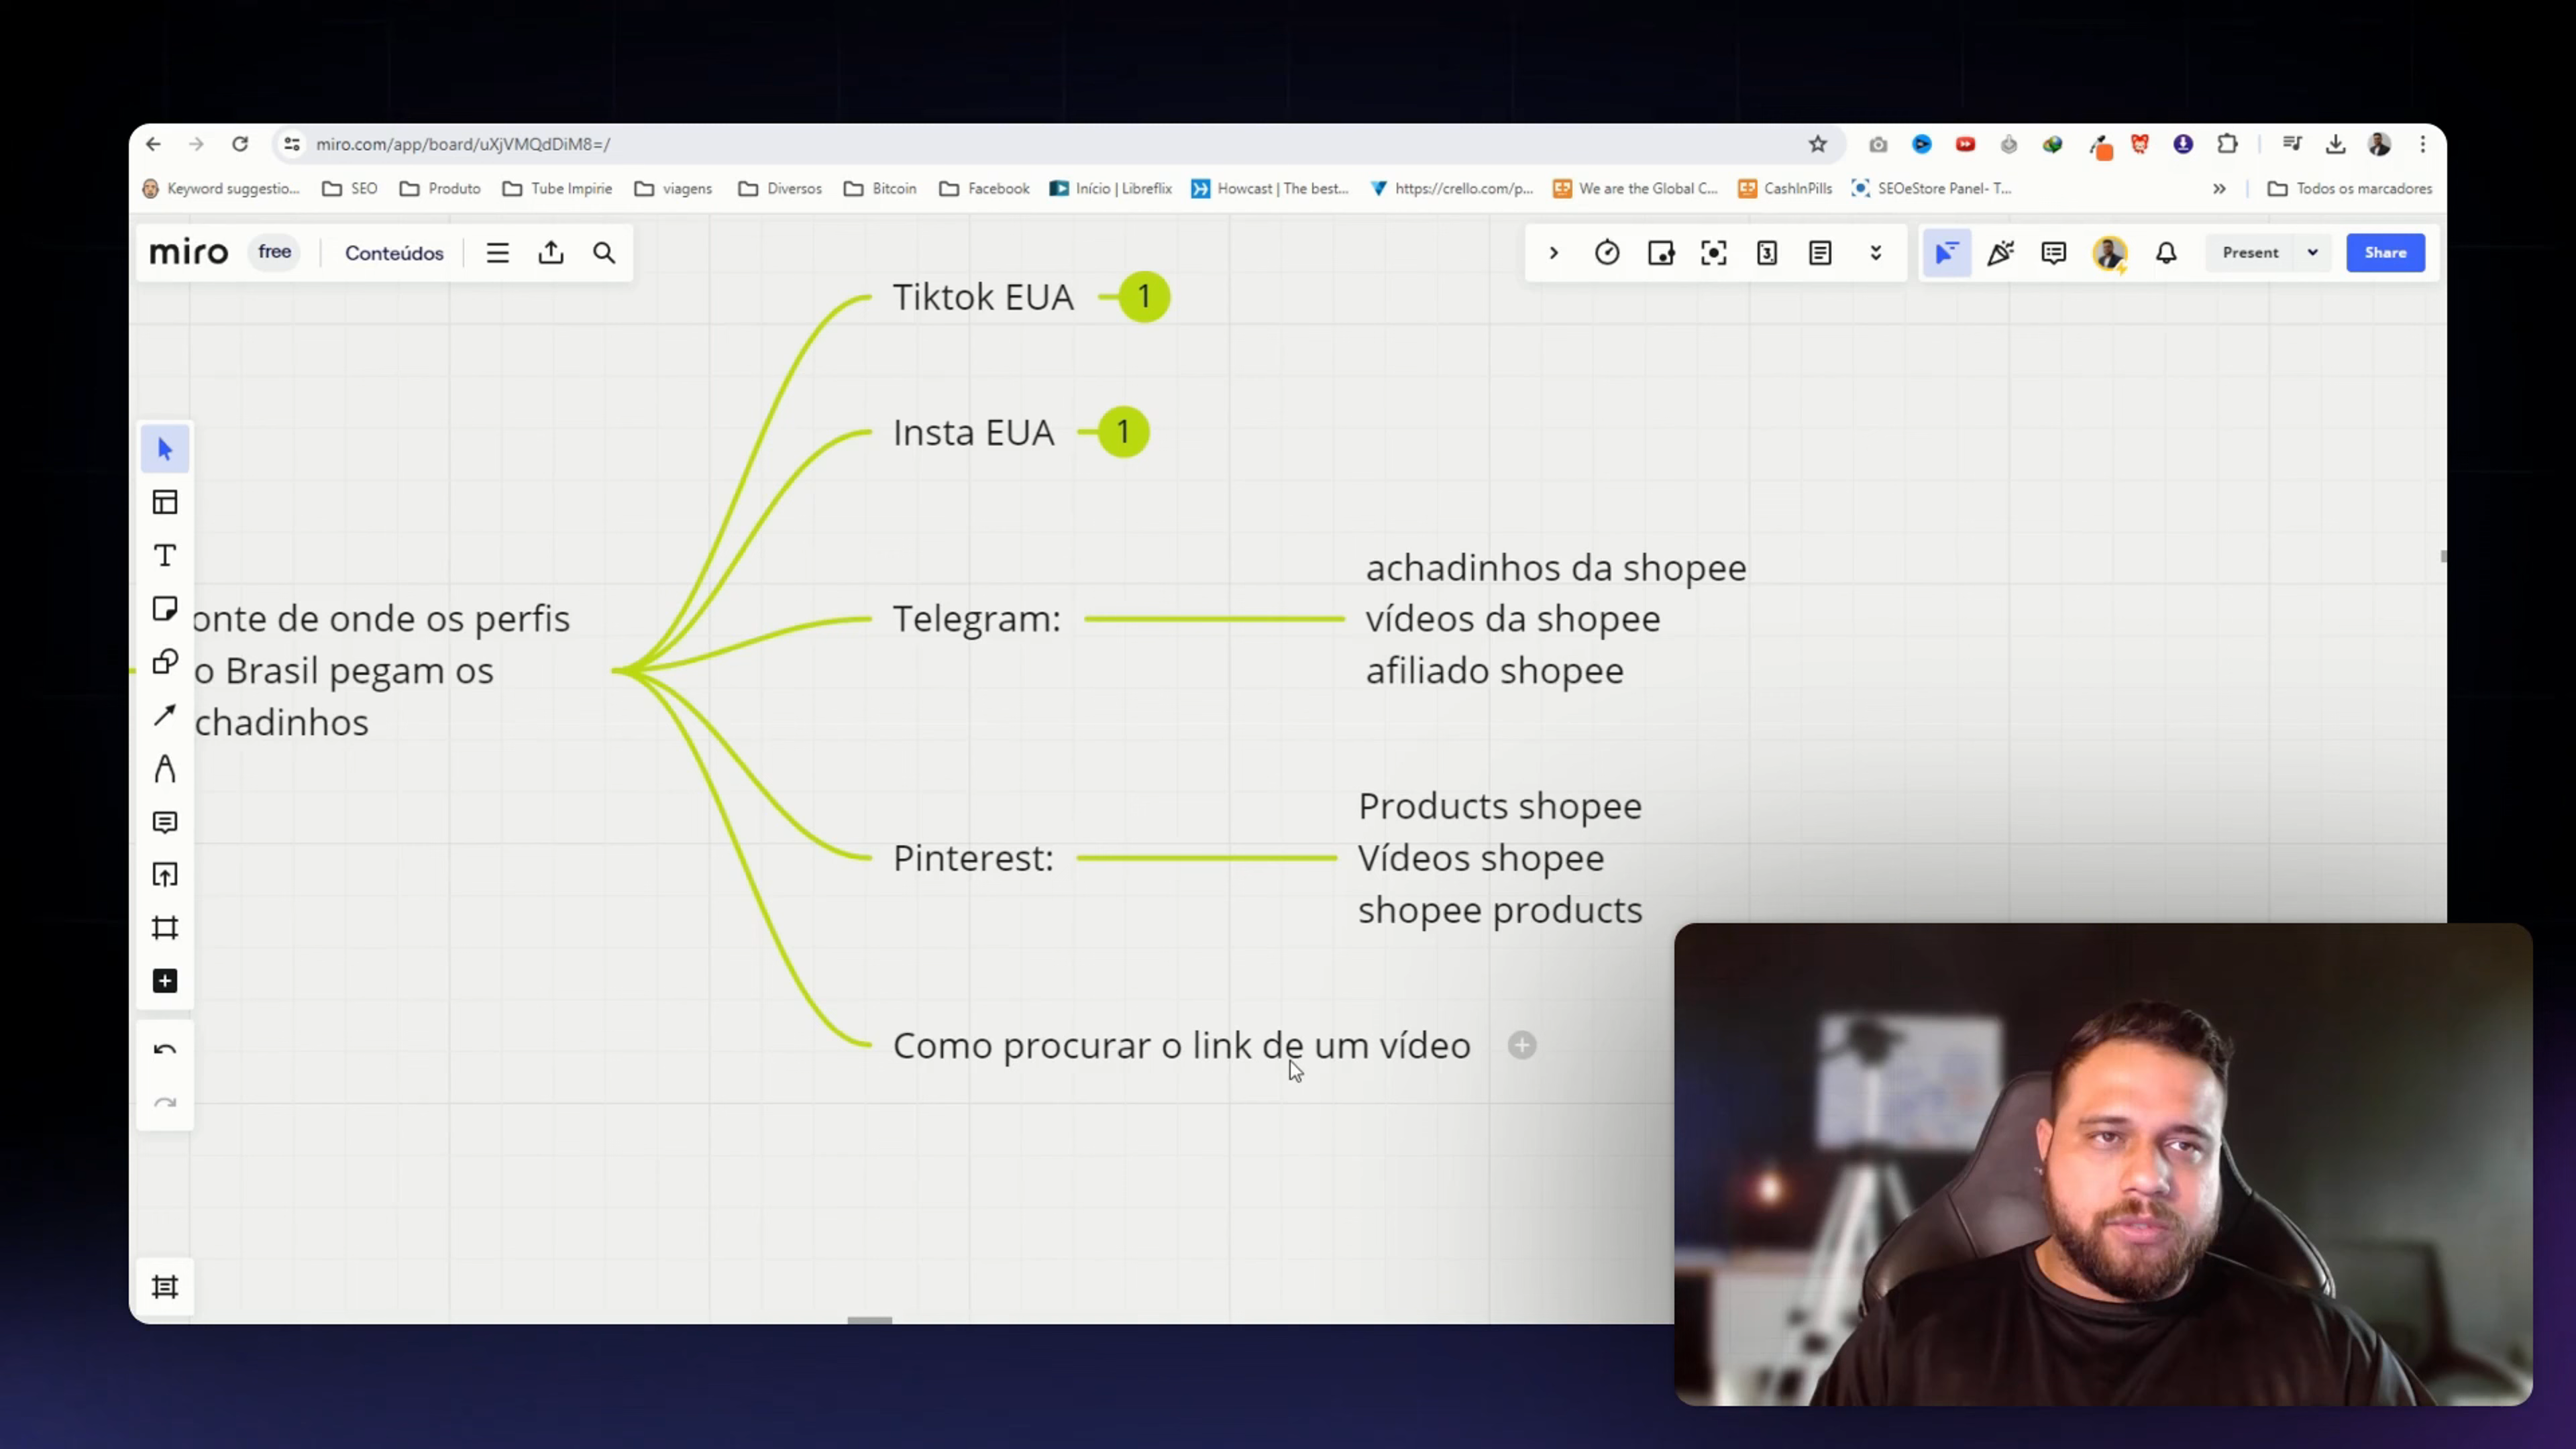 miro.com/app/board/uXjVMQdDiM8=/
Keyword suggestio... SEO Produto Tube Impirie viagens Diversos Bitcoin Facebook Início | Libreflix Howcast | The best... https://crello.com/p... We are the Global C... CashInPills SEOeStore Panel- T... » Todos os marcadores
miro free Conteúdos Present Share
Tiktok EUA 1
Insta EUA 1
onte de onde os perfis
o Brasil pegam os
chadinhos
Telegram:
achadinhos da shopee
vídeos da shopee
afiliado shopee
Pinterest:
Products shopee
Vídeos shopee
shopee products
Como procurar o link de um vídeo